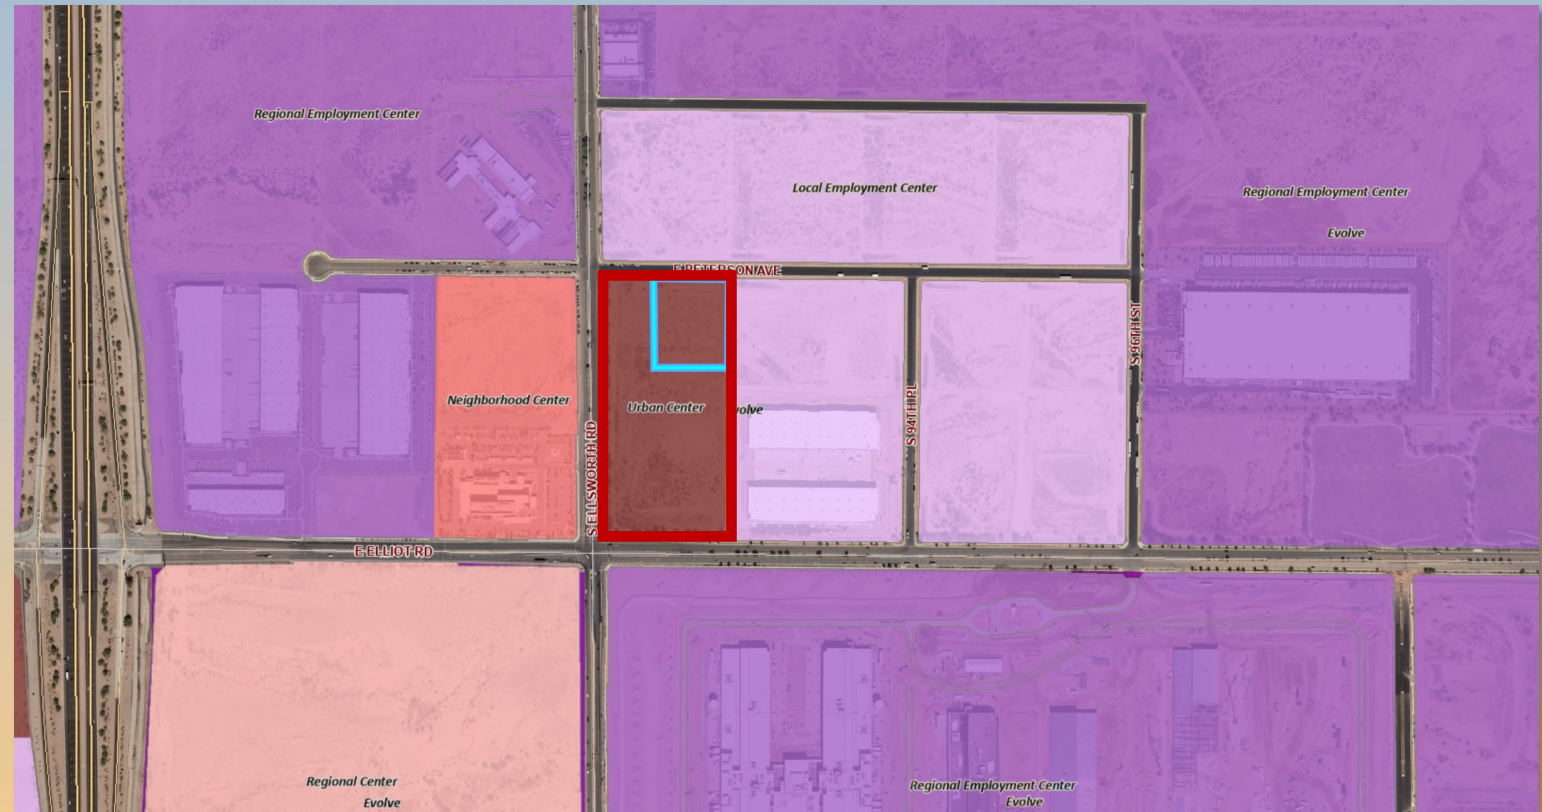 Regional Employment Center
Local Employment Center
Regional Employment Center
Evolve
E PETERSON AVE
S 96TH ST
Neighborhood Center
Urban Center
volve
S 94TH PL
S ELLSWORTH RD
E ELLIOT RD
Regional Center
Evolve
Regional Employment Center
Evolve